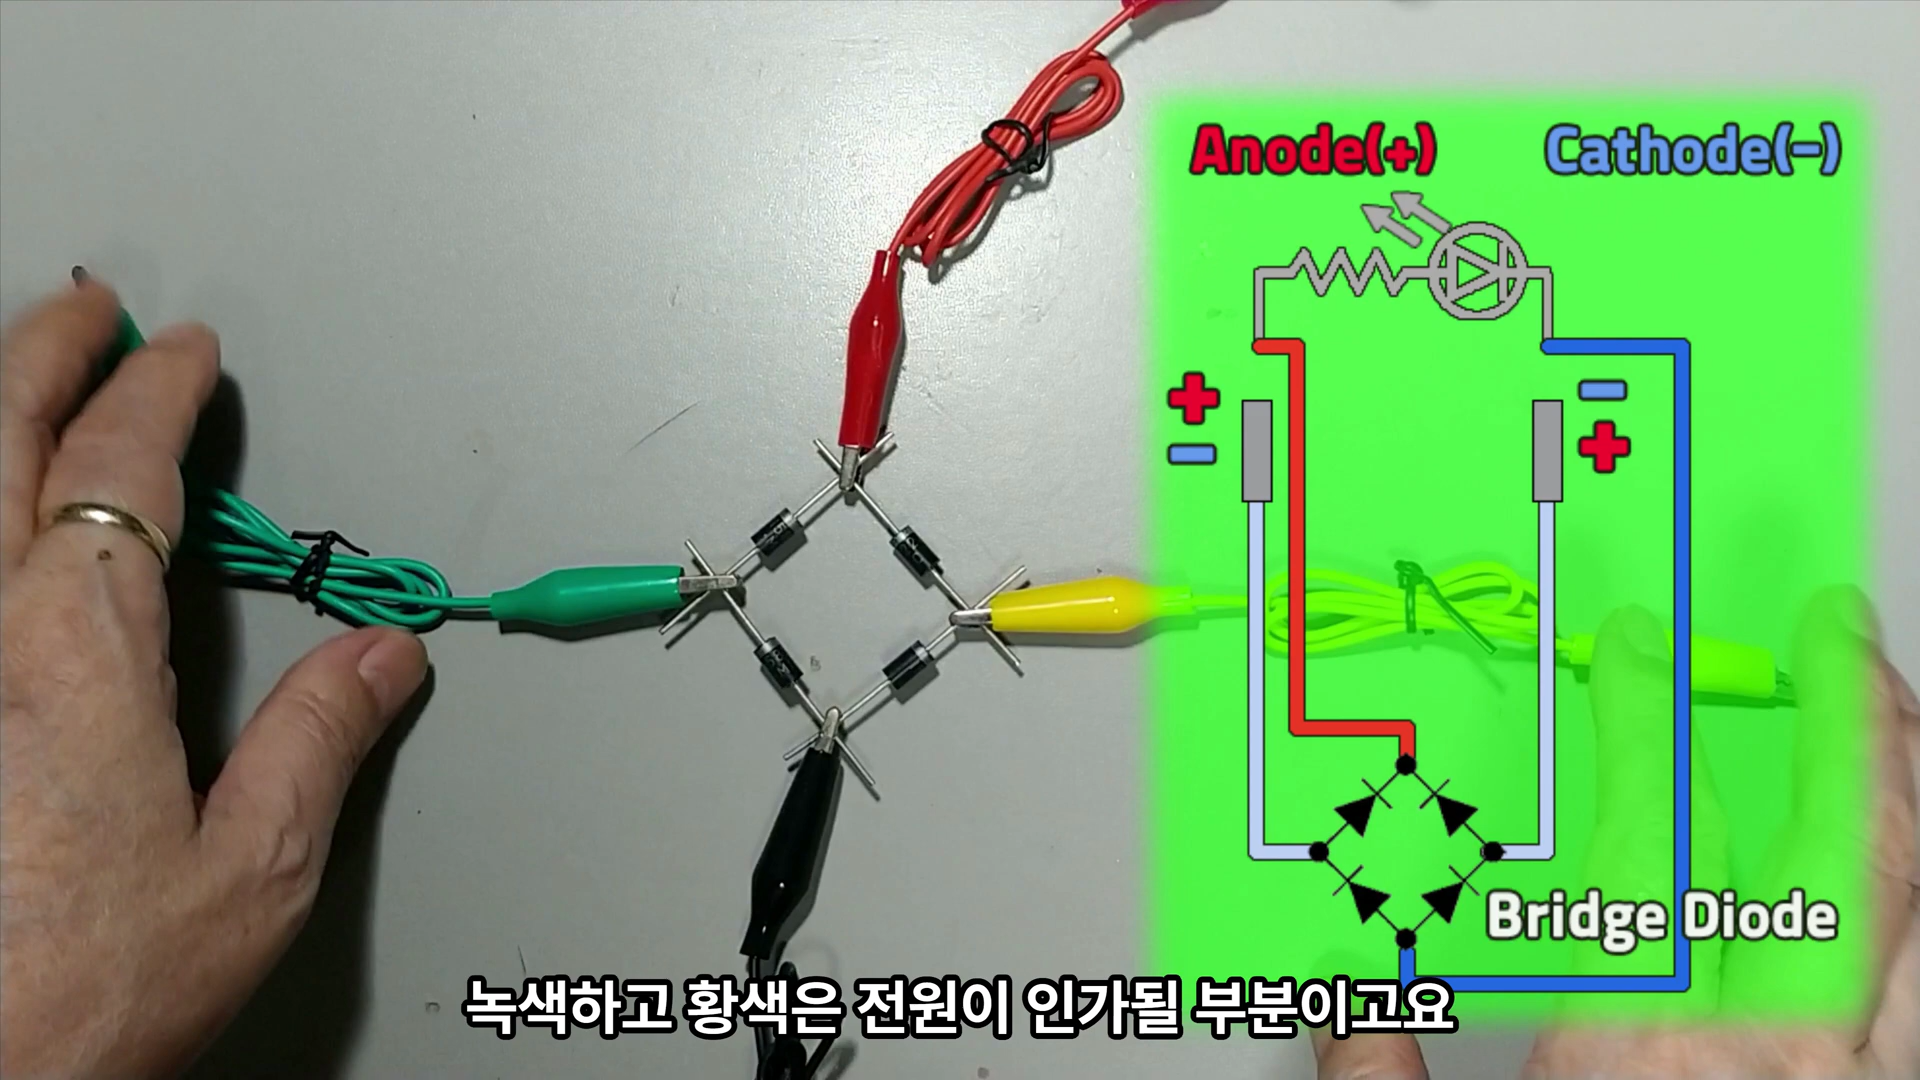 Anode(+) Cathode(-)
+ -
- +
Bridge Diode
녹색하고 황색은 전원이 인가될 부분이고요